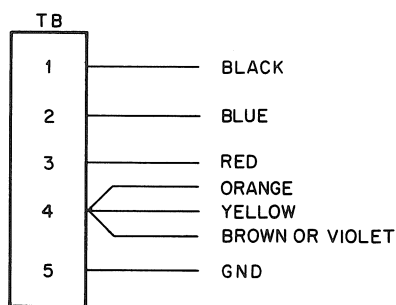 TB
1 BLACK
2 BLUE
3 RED
ORANGE
4 YELLOW
BROWN OR VIOLET
5 GND